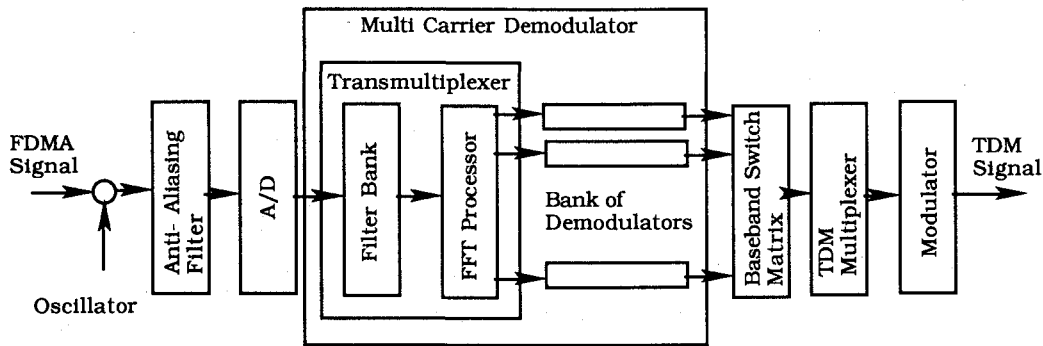 Multi Carrier Demodulator
Transmultiplexer
FDMA
Signal
Oscillator
Anti- Aliasing
Filter
A/D
Filter Bank
FFT Processor
Bank of
Demodulators
Baseband Switch
Matrix
TDM
Multiplexer
Modulator
TDM
Signal